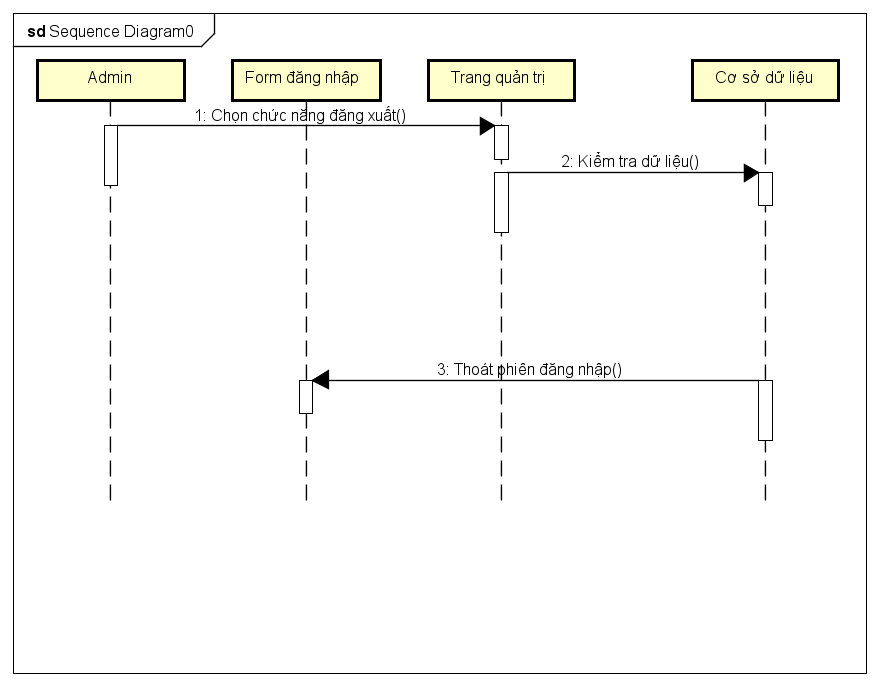 sd Sequence Diagram0
Admin
Form đăng nhập
Trang quản trị
Cơ sở dữ liệu
1: Chọn chức năng đăng xuất()
2: Kiểm tra dữ liệu()
3: Thoát phiên đăng nhập()